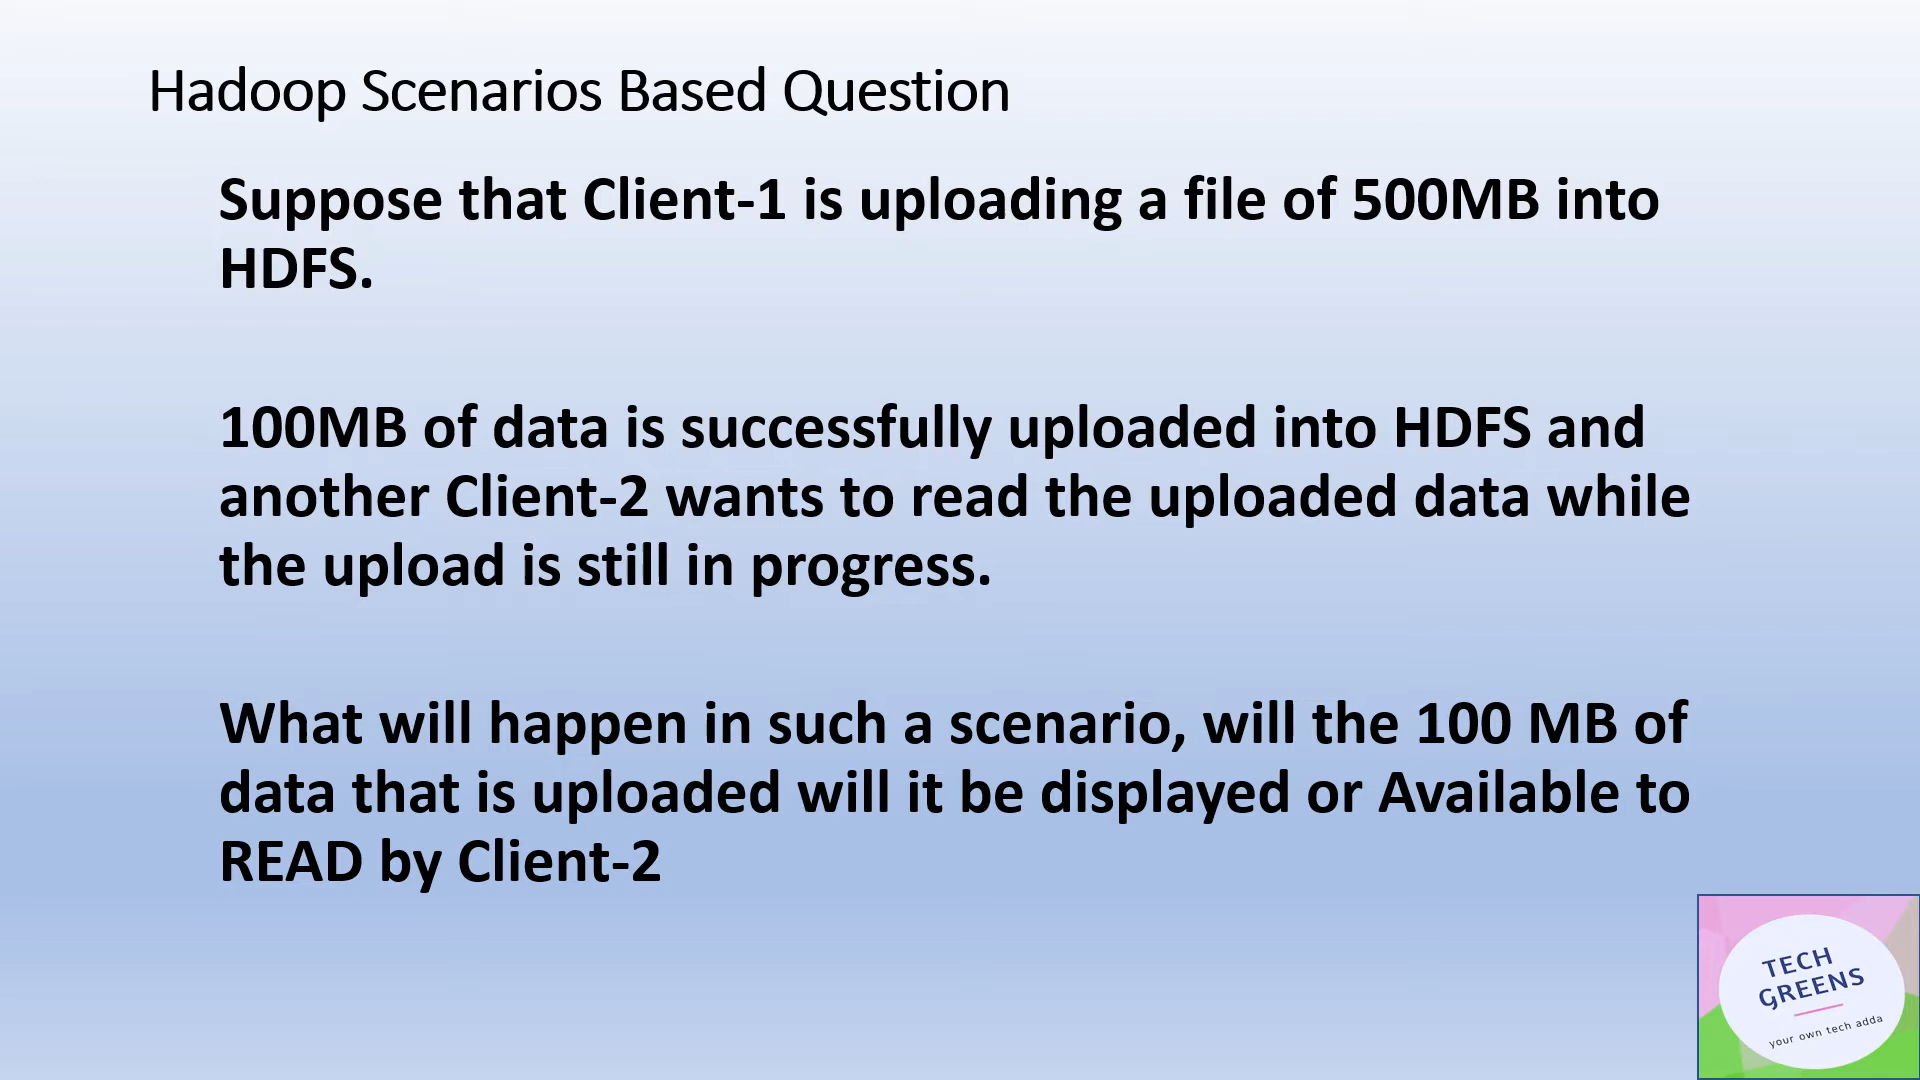 Hadoop Scenarios Based Question
Suppose that Client-1 is uploading a file of 500MB into
HDFS.
100MB of data is successfully uploaded into HDFS and
another Client-2 wants to read the uploaded data while
the upload is still in progress.
What will happen in such a scenario, will the 100 MB of
data that is uploaded will it be displayed or Available to
READ by Client-2
TECH
GREENS
your own tech adda